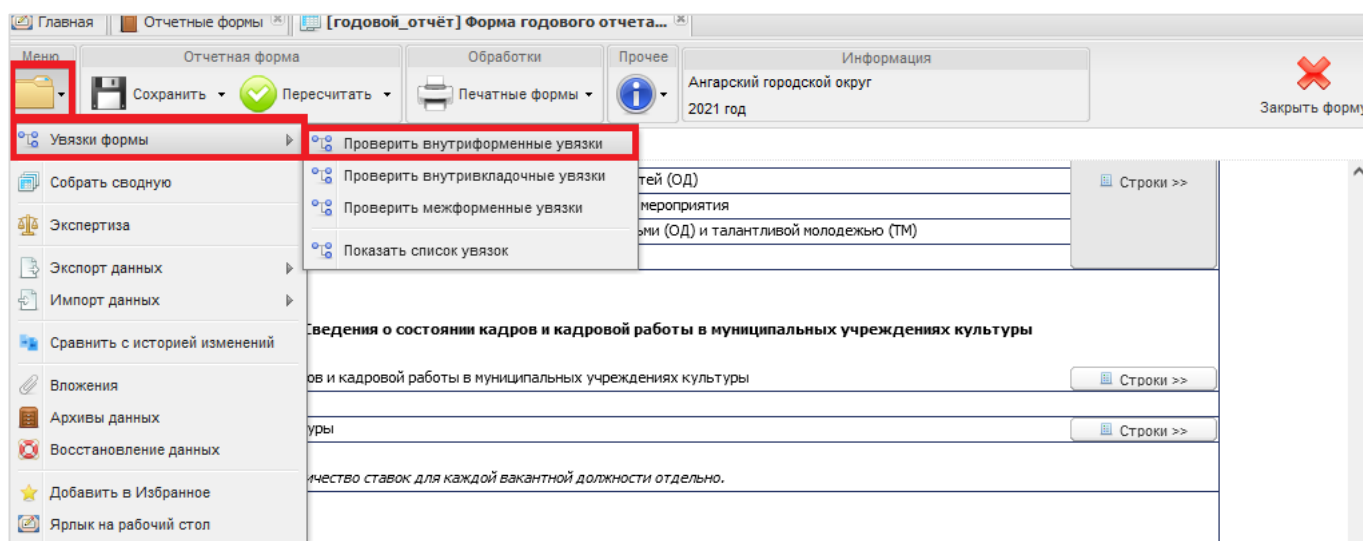 Главная Отчетные формы [годовой_отчёт] Форма годового отчета...
Меню Отчетная форма Обработки Прочее Информация
Сохранить Пересчитать Печатные формы Ангарский городской округ
2021 год
Закрыть форму
Увязки формы
Собрать сводную
Экспертиза
Экспорт данных
Импорт данных
Сравнить с историей изменений
Вложения
Архивы данных
Восстановление данных
Добавить в Избранное
Ярлык на рабочий стол
Проверить внутриформенные увязки
Проверить внутривкладочные увязки
Проверить межформенные увязки
Показать список увязок
тей (ОД) Строки >>
мероприятия
ьми (ОД) и талантливой молодежью (ТМ)
Сведения о состоянии кадров и кадровой работы в муниципальных учреждениях культуры
ов и кадровой работы в муниципальных учреждениях культуры Строки >>
уры Строки >>
ичество ставок для каждой вакантной должности отдельно.